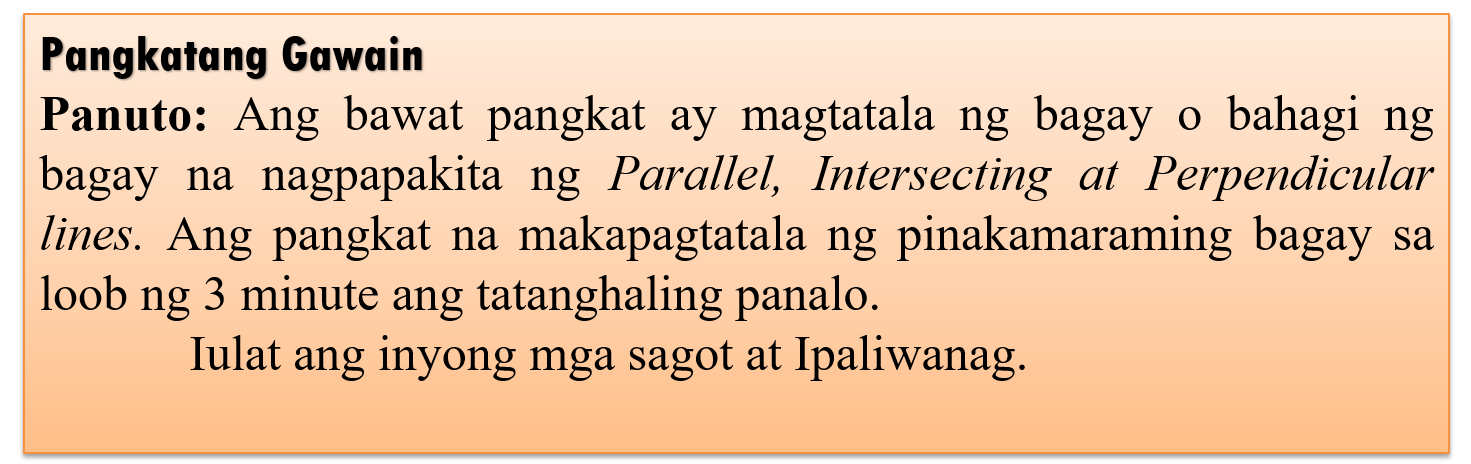 Pangkatang Gawain
Panuto: Ang bawat pangkat ay magtatala ng bagay o bahagi ng
bagay na nagpapakita ng Parallel, Intersecting at Perpendicular
lines. Ang pangkat na makapagtatala ng pinakamaraming bagay sa
loob ng 3 minute ang tatanghaling panalo.
Iulat ang inyong mga sagot at Ipaliwanag.